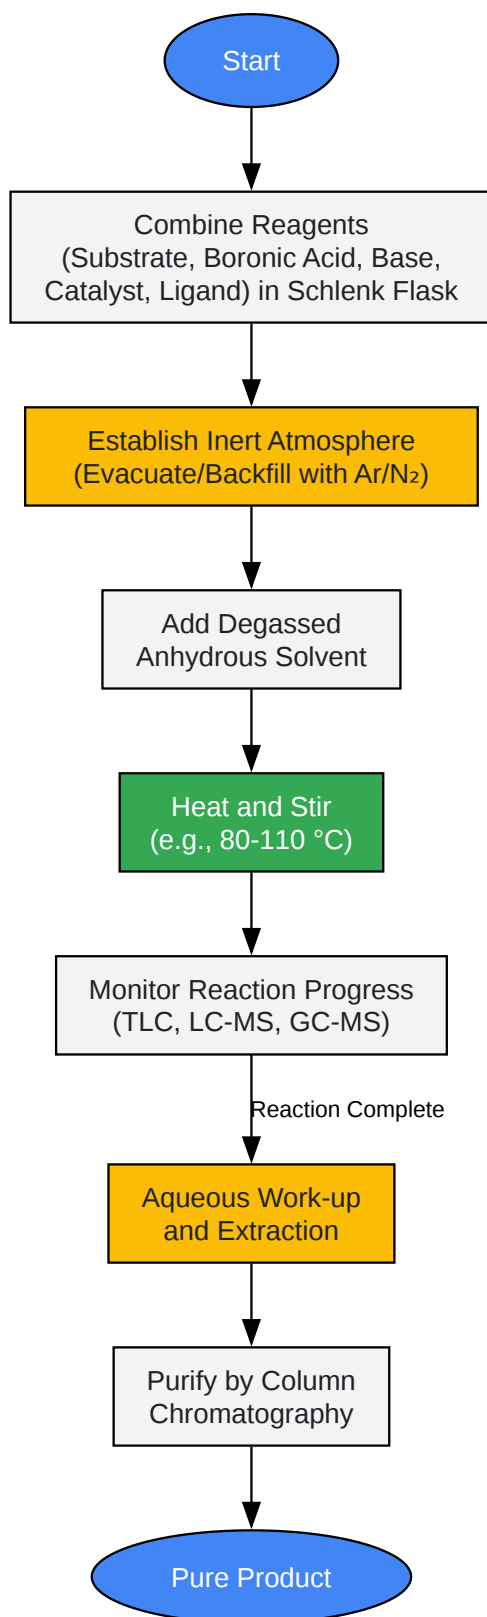 Start
Combine Reagents
(Substrate, Boronic Acid, Base,
Catalyst, Ligand) in Schlenk Flask
Establish Inert Atmosphere
(Evacuate/Backfill with Ar/N₂)
Add Degassed
Anhydrous Solvent
Heat and Stir
(e.g., 80-110 °C)
Monitor Reaction Progress
(TLC, LC-MS, GC-MS)
Reaction Complete
Aqueous Work-up
and Extraction
Purify by Column
Chromatography
Pure Product